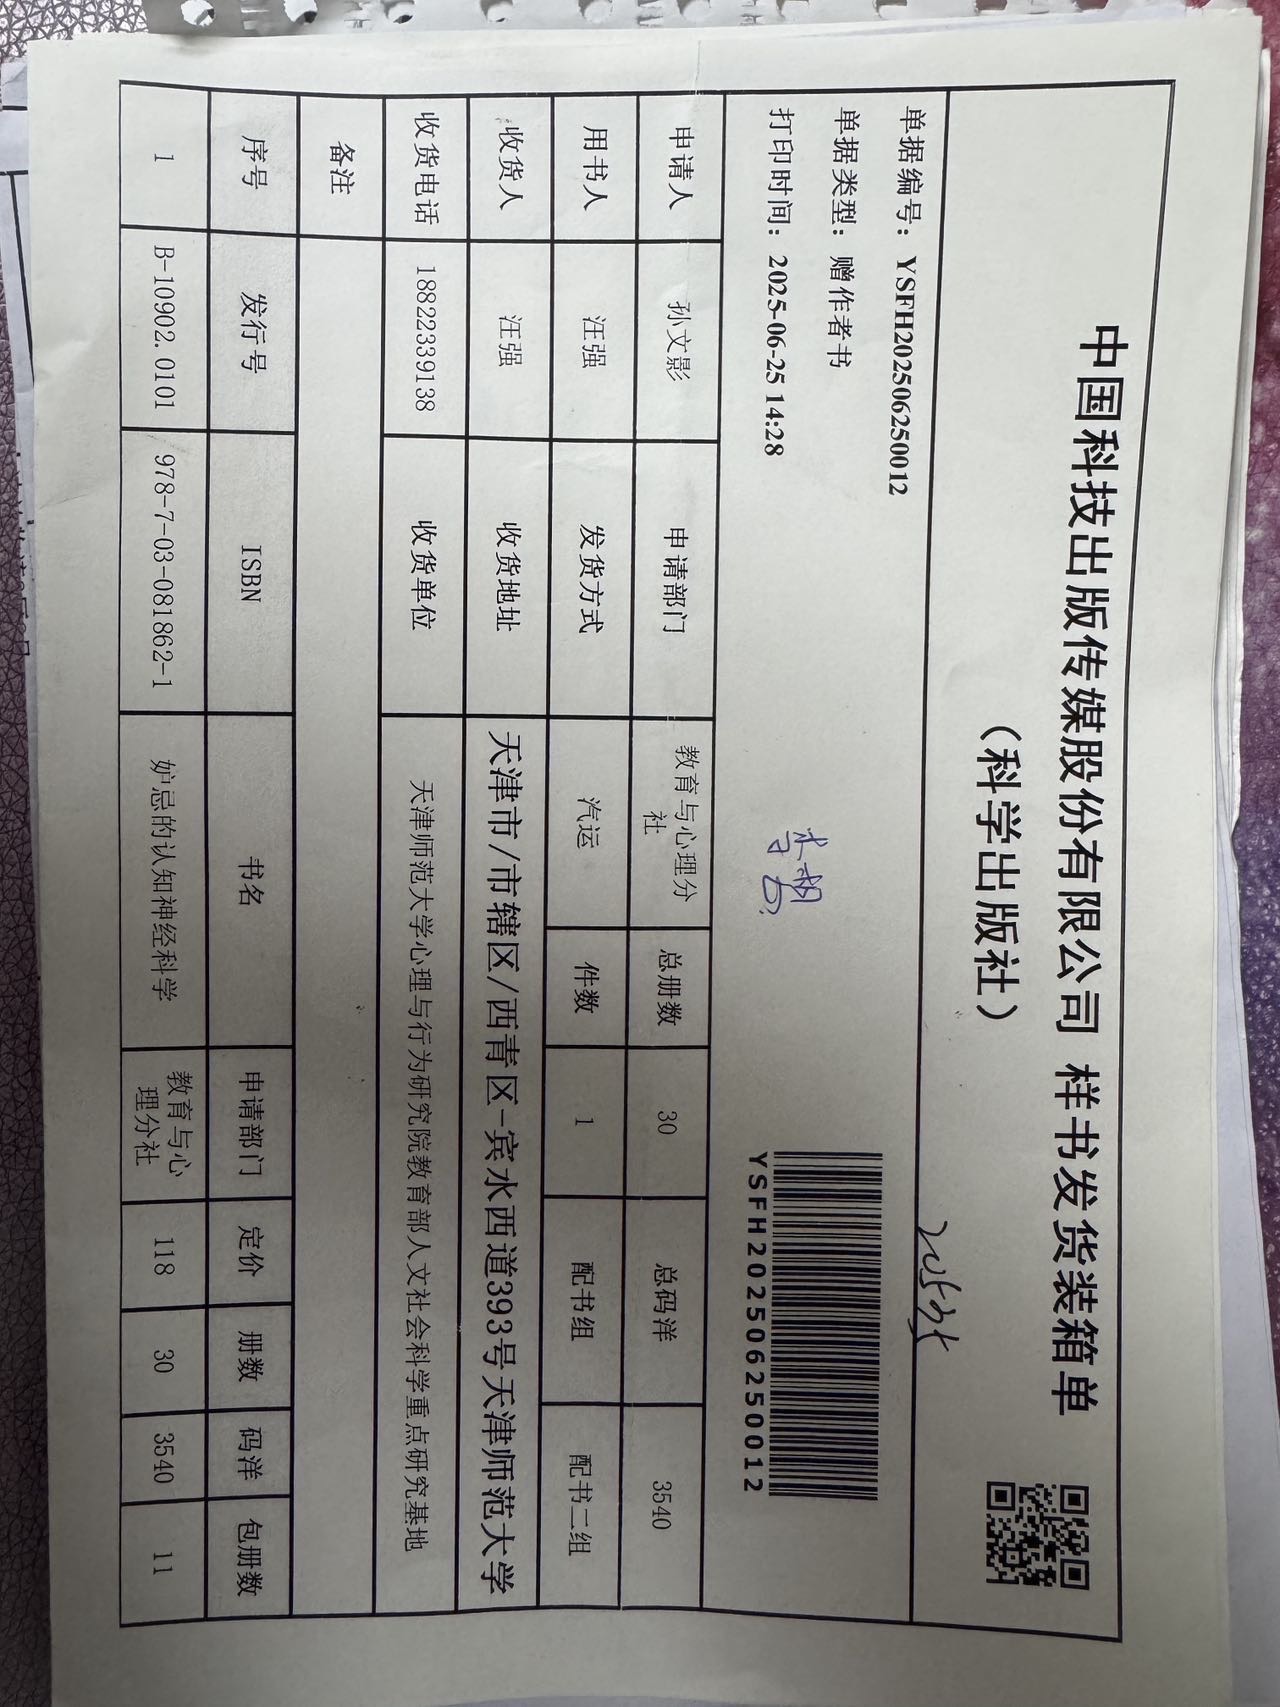 中国科技出版传媒股份有限公司 样书发货装箱单
（科学出版社）
单据编号：YSFH202506250012
单据类型：赠作者书
打印时间：2025-06-25 14:28
YSFH202506250012
申请人 孙文影 申请部门 教育与心理分社 总册数 30 总码洋 3540
用书人 汪强 发货方式 汽运 件数 1 配书组 配书二组
收货人 汪强 收货地址 天津市/市辖区/西青区-宾水西道393号天津师范大学
收货电话 18822339138 收货单位 天津师范大学心理与行为研究院教育部人文社会科学重点研究基地
备注
序号 发行号 ISBN 书名 申请部门 定价 册数 码洋 包册数
1 B-10902.0101 978-7-03-081862-1 妒忌的认知神经科学 教育与心理分社 118 30 3540 11